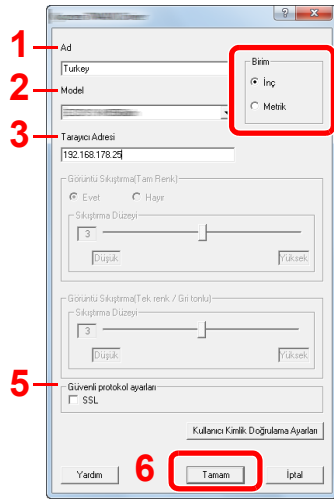 1
Ad
Turkey
Birim
İnç
Metrik
2
Model
3
Tarayıcı Adresi
192.168.178.25
Görüntü Sıkıştırma(Tam Renk)
Evet Hayır
Sıkıştırma Düzeyi
3
Düşük Yüksek
Görüntü Sıkıştırma(Tek renk / Gri tonlu)
Sıkıştırma Düzeyi
3
Düşük Yüksek
5
Güvenli protokol ayarları
SSL
Kullanıcı Kimlik Doğrulama Ayarları
6
Yardım Tamam İptal